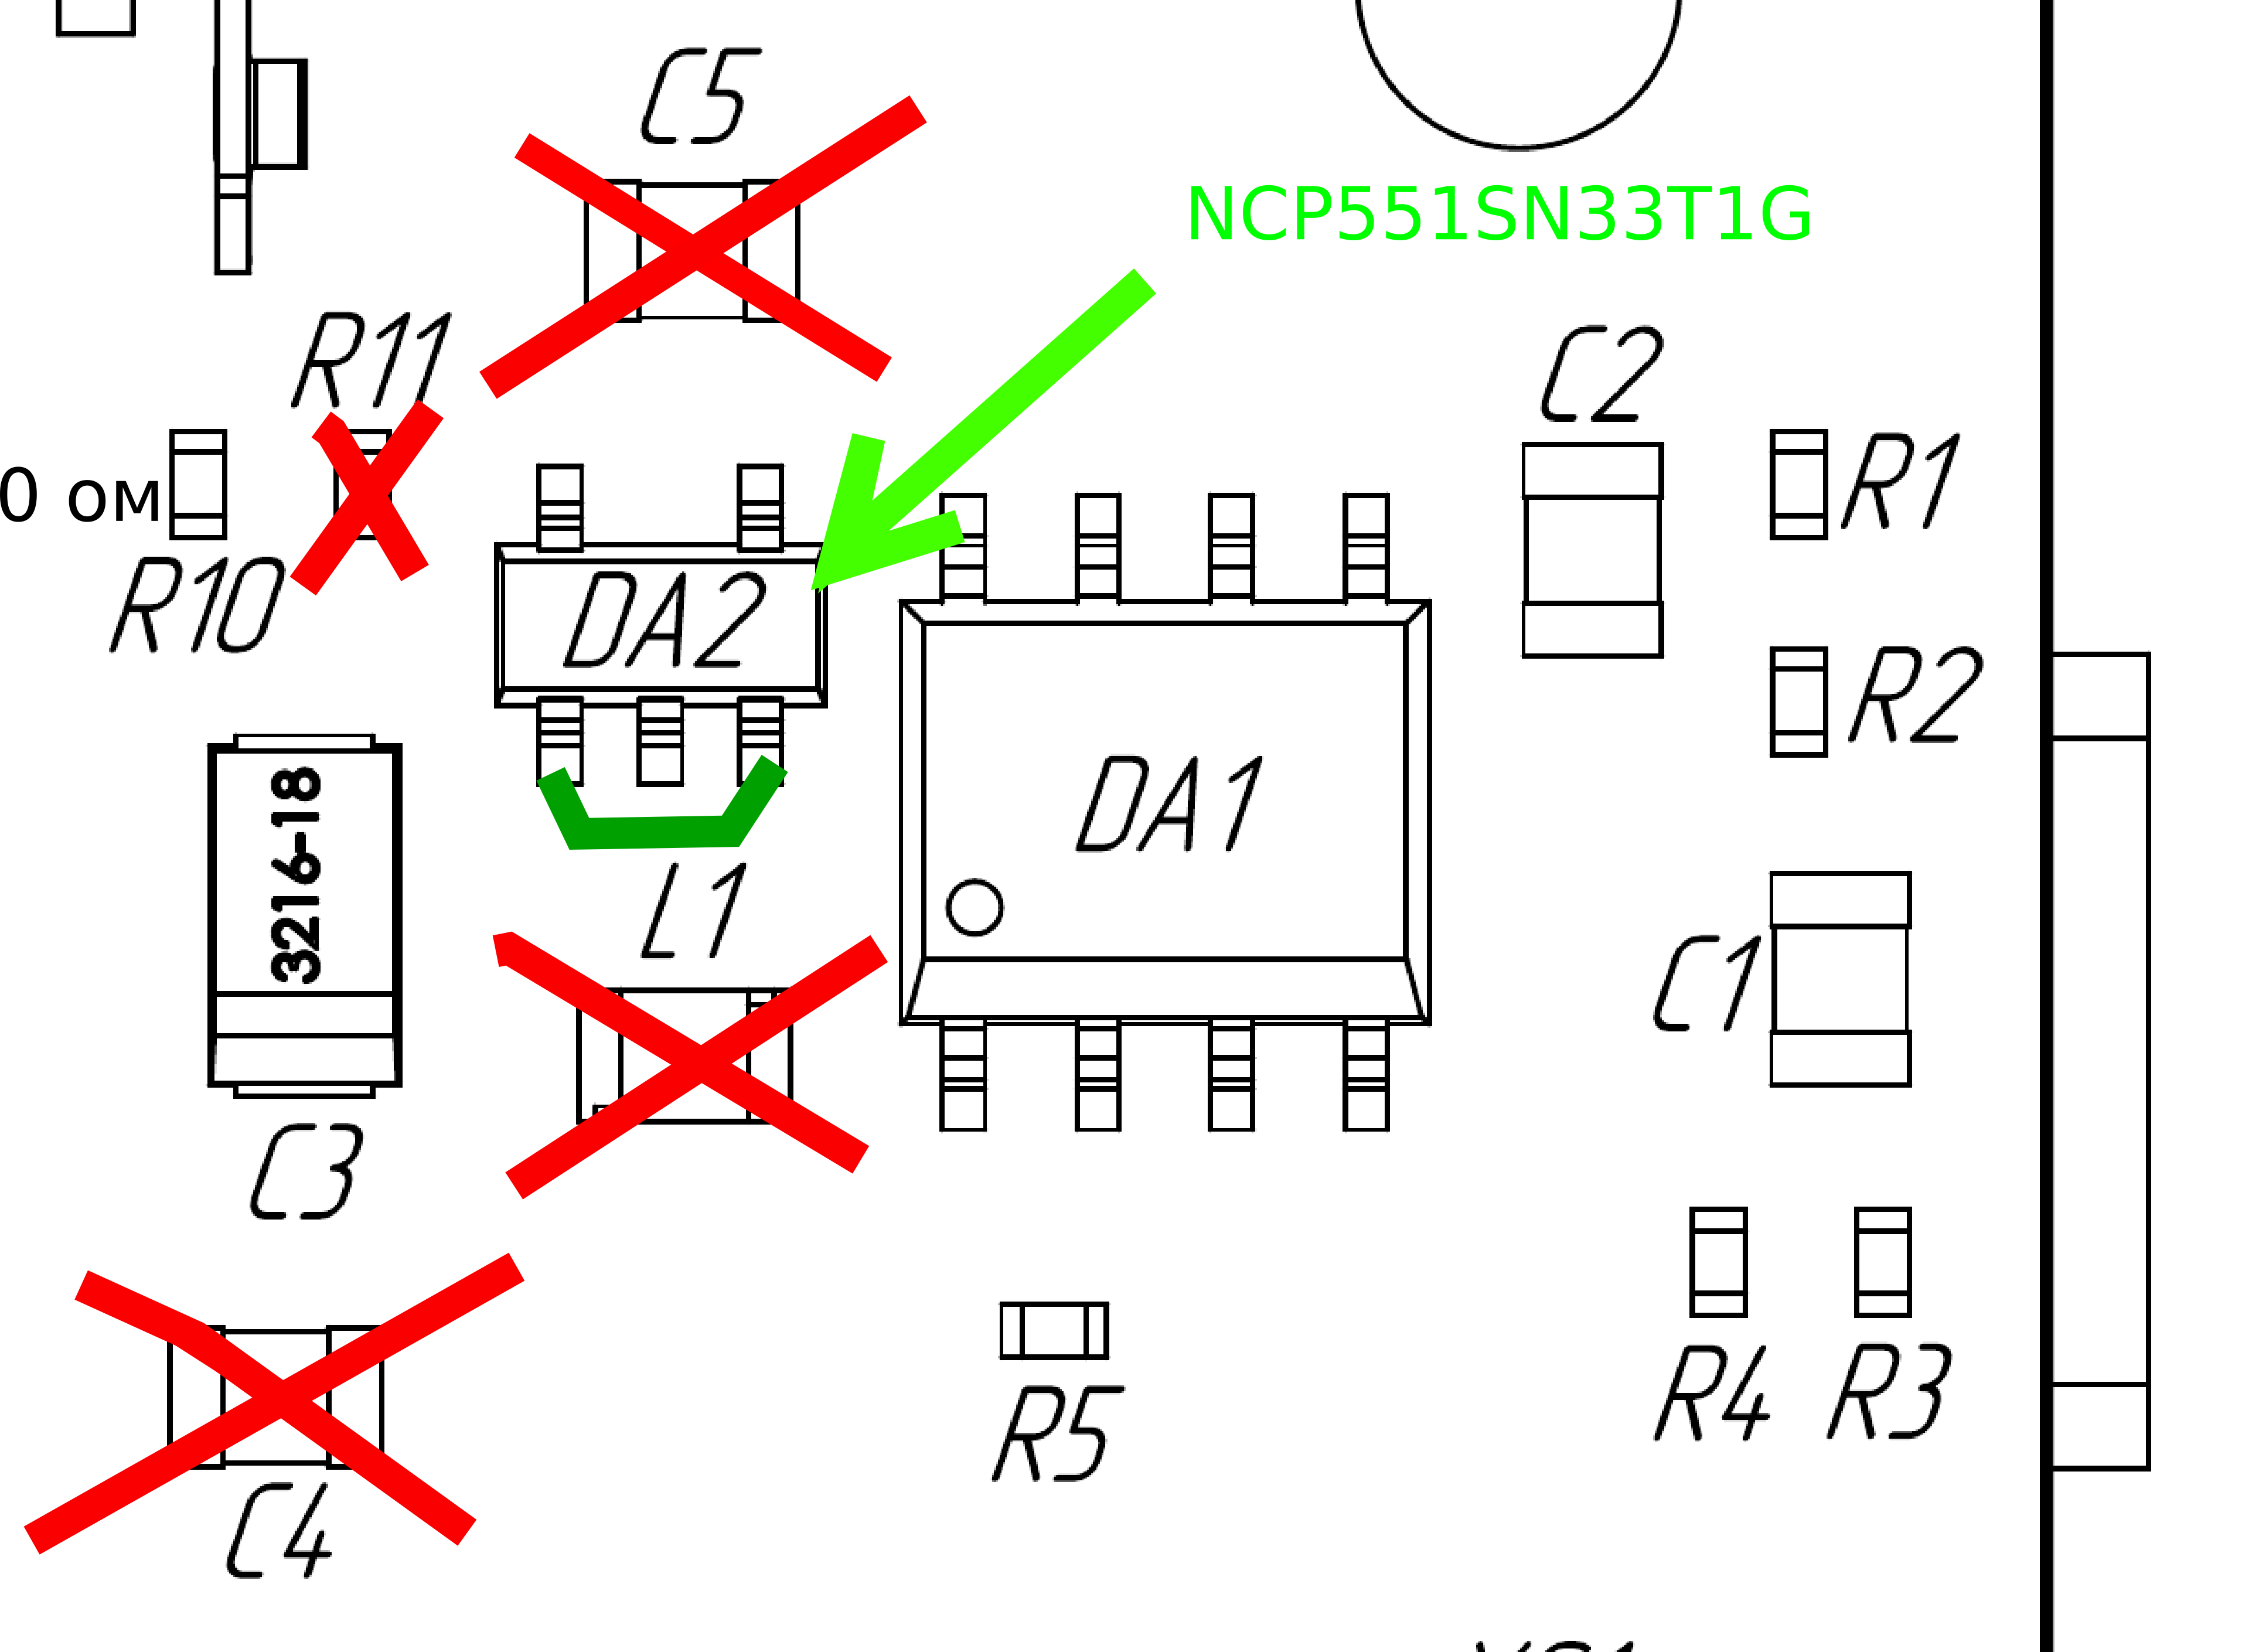 C5
NCP551SN33T1G
R11
C2
R1
0 ом
R10
DA2
R2
3216-18
DA1
L1
C1
C3
R4
R3
R5
C4